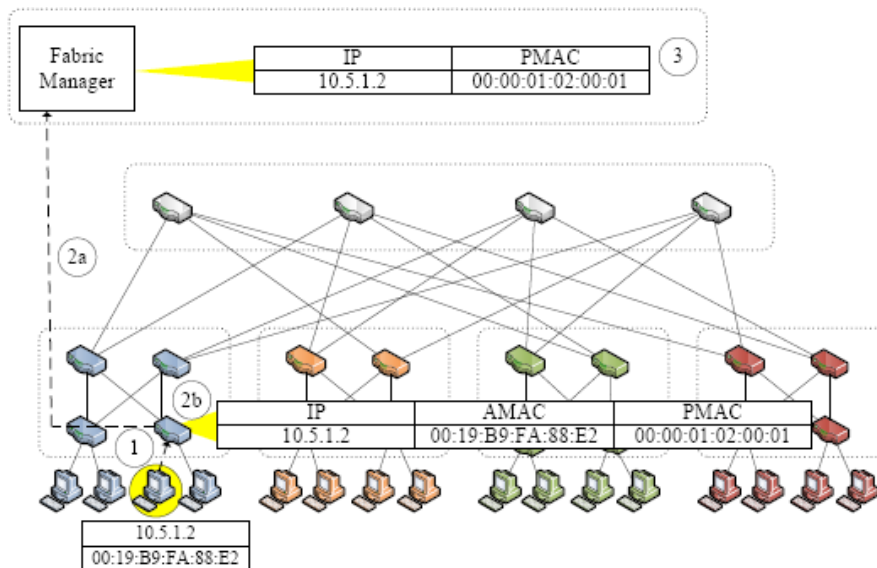 Fabric
Manager
IP PMAC
10.5.1.2 00:00:01:02:00:01
3
2a
2b
IP AMAC PMAC
10.5.1.2 00:19:B9:FA:88:E2 00:00:01:02:00:01
1
10.5.1.2
00:19:B9:FA:88:E2